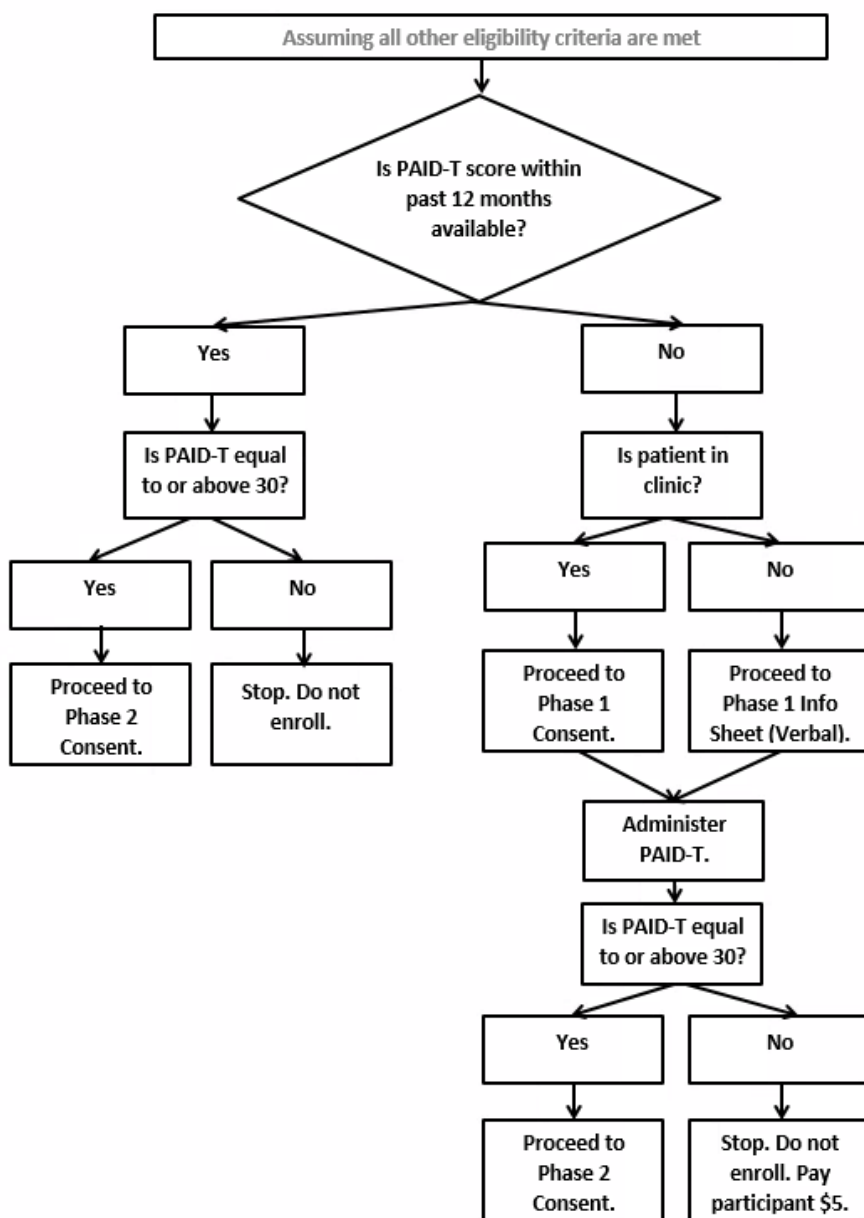 Assuming all other eligibility criteria are met
Is PAID-T score within
past 12 months
available?
Yes
No
Is PAID-T equal
to or above 30?
Is patient in
clinic?
Yes
No
Yes
No
Proceed to
Phase 2
Consent.
Stop. Do not
enroll.
Proceed to
Phase 1
Consent.
Proceed to
Phase 1 Info
Sheet (Verbal).
Administer
PAID-T.
Is PAID-T equal
to or above 30?
Yes
No
Proceed to
Phase 2
Consent.
Stop. Do not
enroll. Pay
participant $5.